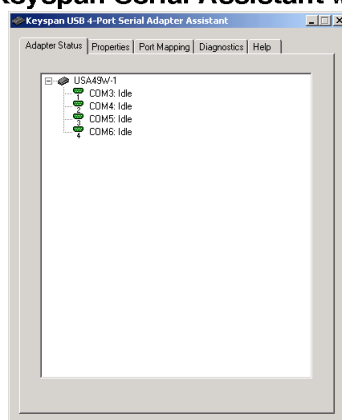 Keyspan Serial Assistant
Keyspan USB 4-Port Serial Adapter Assistant
Adapter Status Properties Port Mapping Diagnostics Help
USA49W-1
1 COM3: Idle
2 COM4: Idle
3 COM5: Idle
4 COM6: Idle